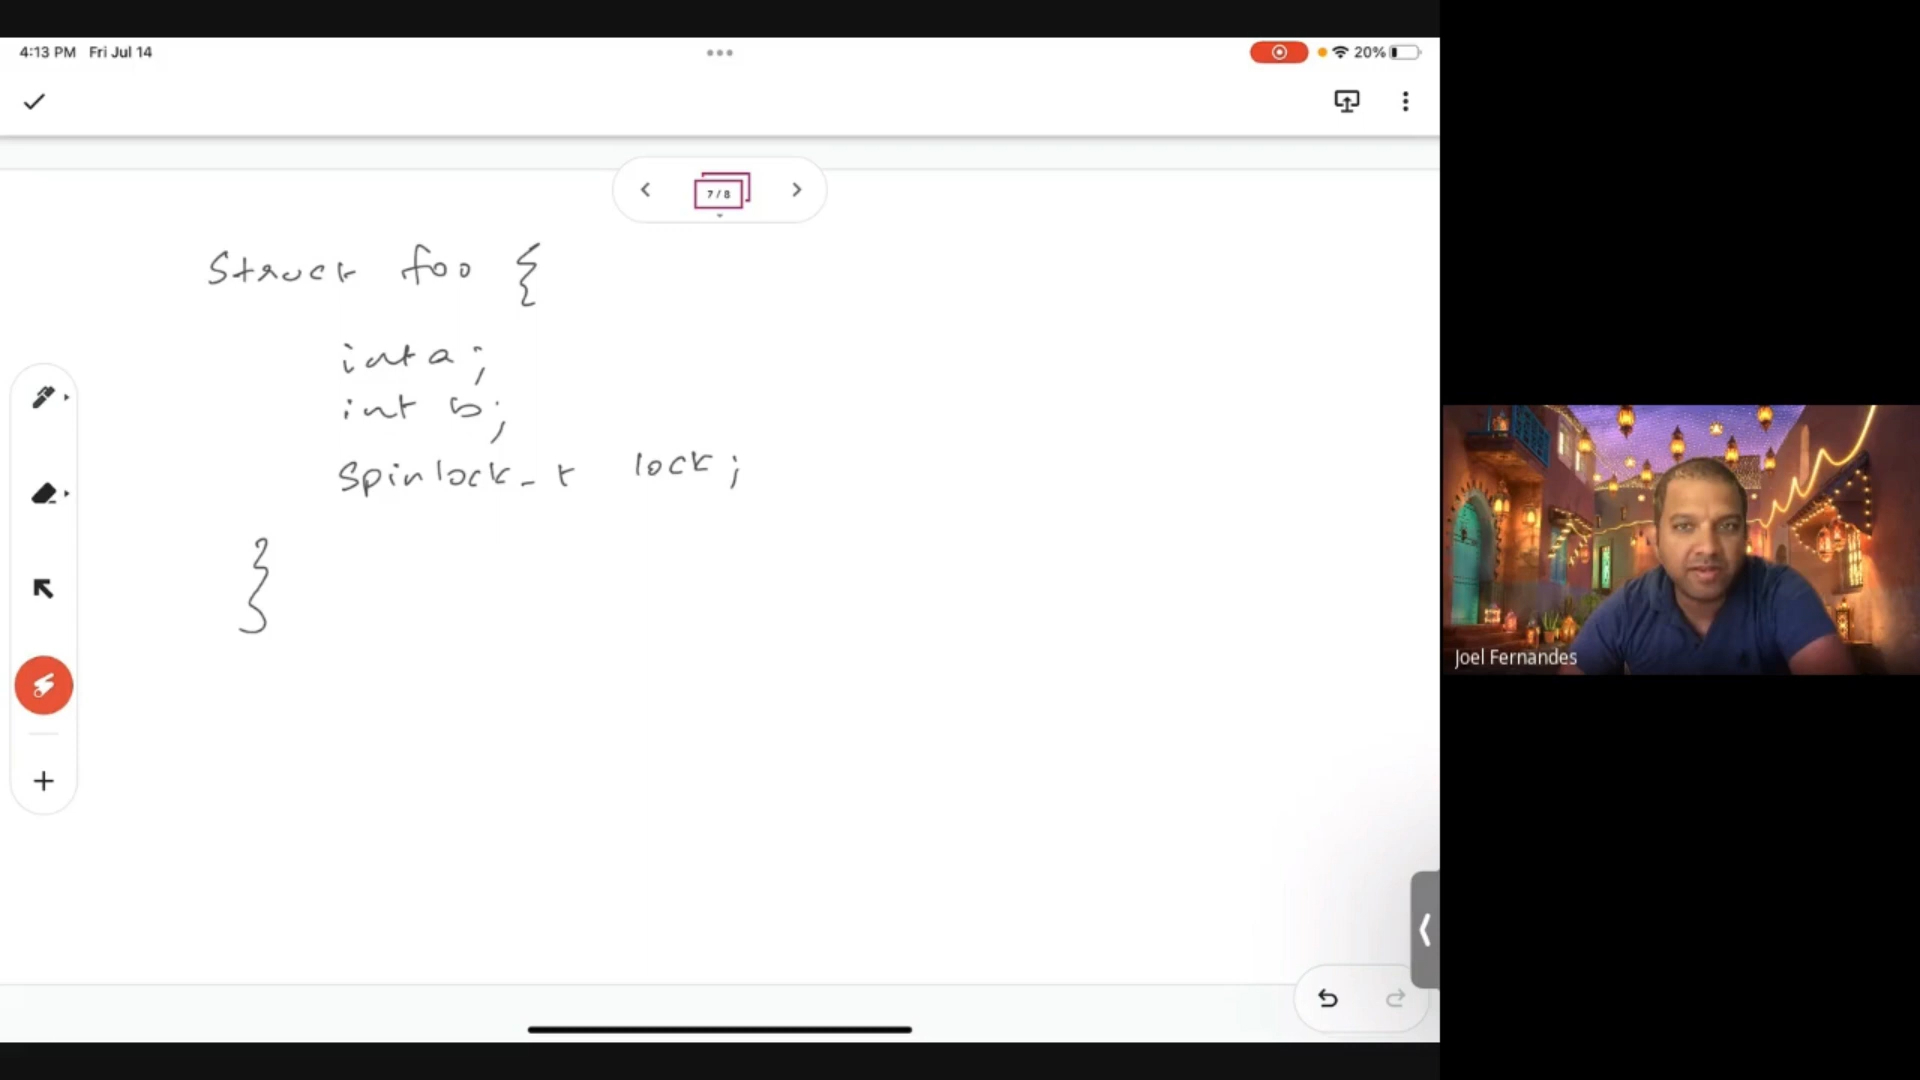 4:13 PM Fri Jul 14
20%
7 / 8
Struct foo {
int a;
int b;
spinlock_t lock;
}
Joel Fernandes